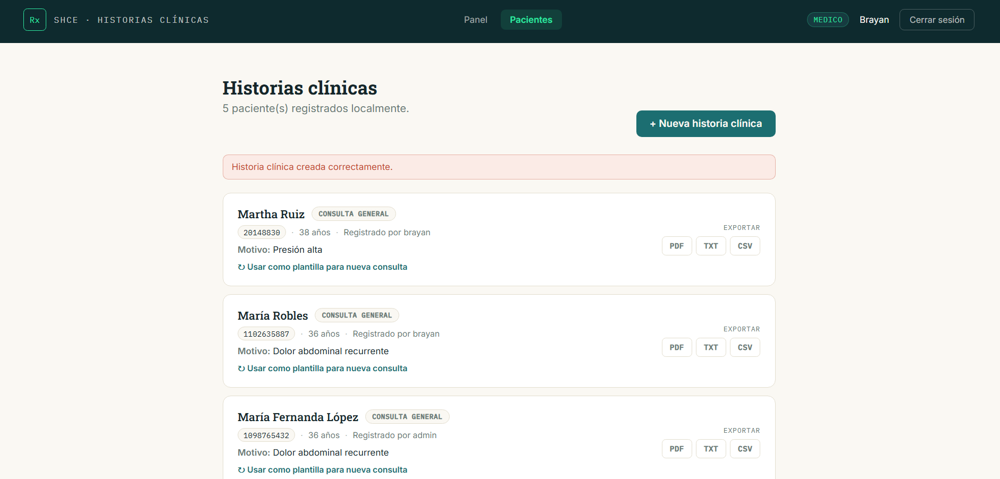 Rx SHCE · HISTORIAS CLÍNICAS Panel Pacientes MEDICO Brayan Cerrar sesión
Historias clínicas
5 paciente(s) registrados localmente.
+ Nueva historia clínica
Historia clínica creada correctamente.
Martha Ruiz CONSULTA GENERAL
20148830 · 38 años · Registrado por brayan
Motivo: Presión alta
↻ Usar como plantilla para nueva consulta
EXPORTAR
PDF TXT CSV
María Robles CONSULTA GENERAL
1102635887 · 36 años · Registrado por brayan
Motivo: Dolor abdominal recurrente
↻ Usar como plantilla para nueva consulta
EXPORTAR
PDF TXT CSV
María Fernanda López CONSULTA GENERAL
1098765432 · 36 años · Registrado por admin
Motivo: Dolor abdominal recurrente
↻ Usar como plantilla para nueva consulta
EXPORTAR
PDF TXT CSV